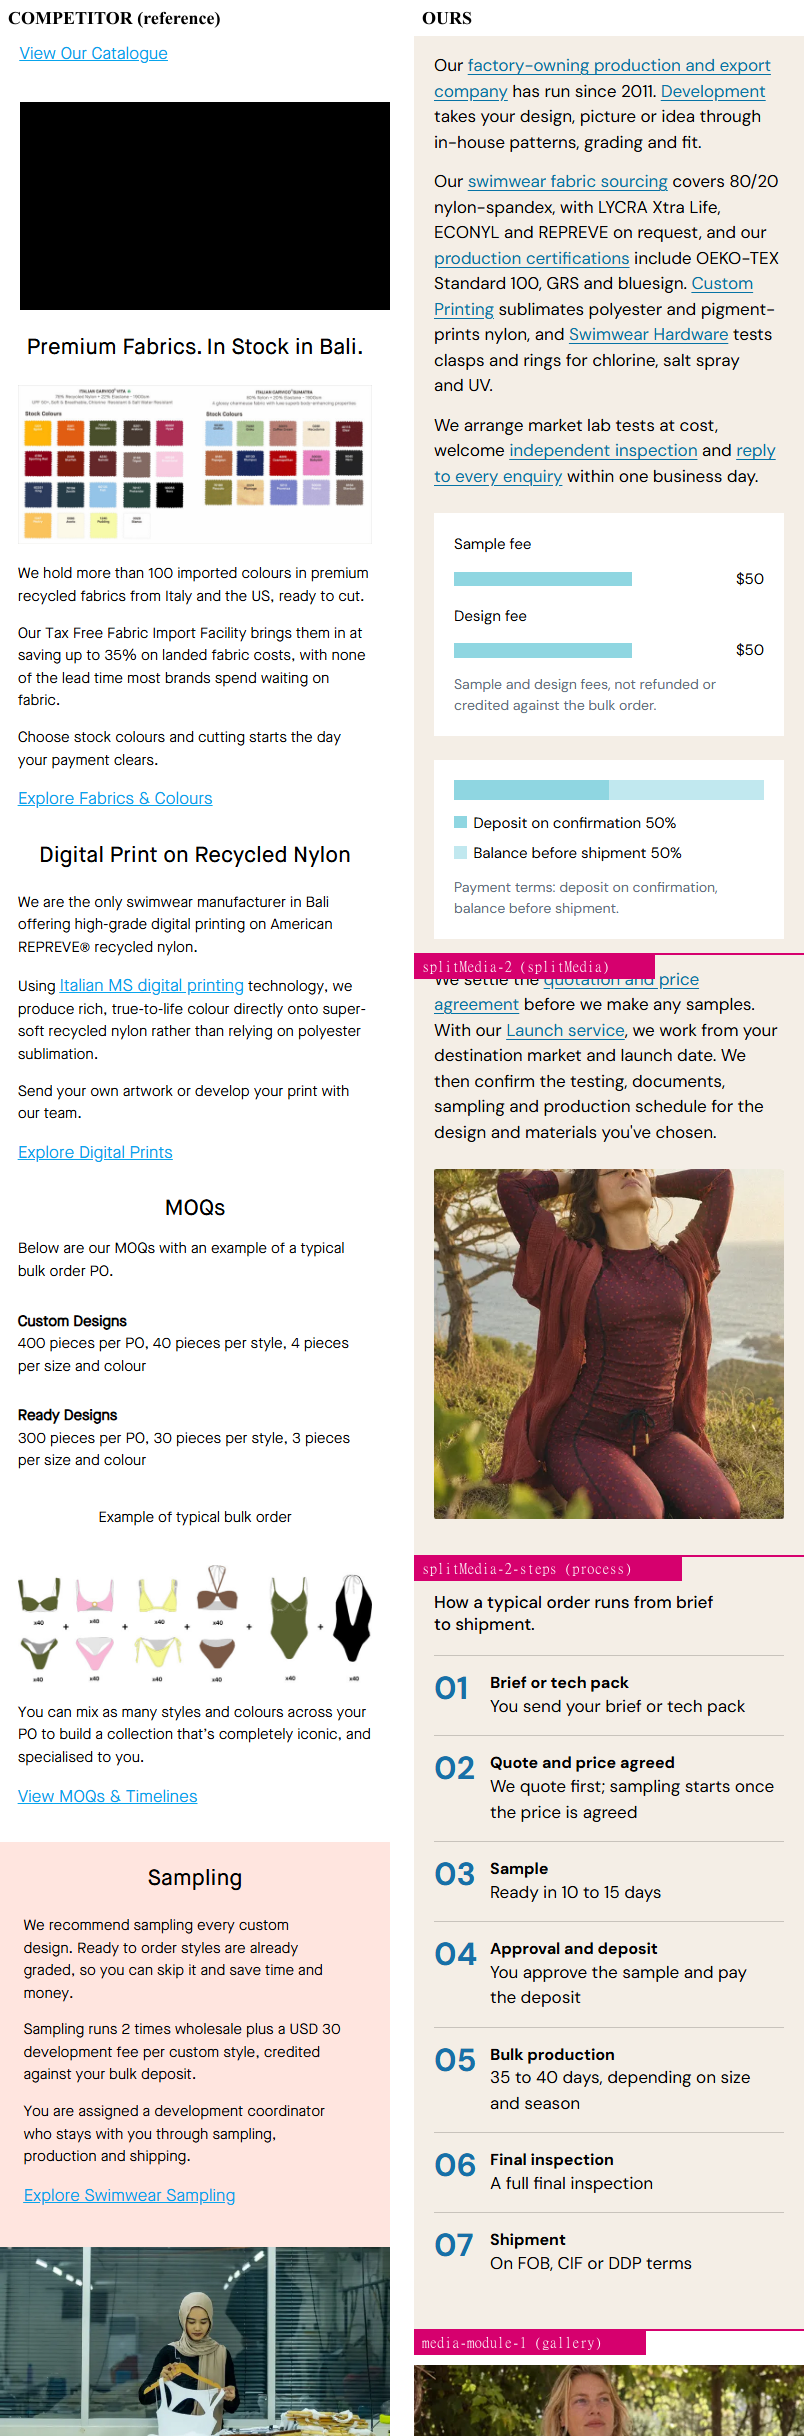 COMPETITOR (reference)
View Our Catalogue
Premium Fabrics. In Stock in Bali.
Stock Colours
Stock Colours
We hold more than 100 imported colours in premium
recycled fabrics from Italy and the US, ready to cut.
Our Tax Free Fabric Import Facility brings them in at
saving up to 35% on landed fabric costs, with none
of the lead time most brands spend waiting on
fabric.
Choose stock colours and cutting starts the day
your payment clears.
Explore Fabrics & Colours
Digital Print on Recycled Nylon
We are the only swimwear manufacturer in Bali
offering high-grade digital printing on American
REPREVE® recycled nylon.
Using Italian MS digital printing technology, we
produce rich, true-to-life colour directly onto super-
soft recycled nylon rather than relying on polyester
sublimation.
Send your own artwork or develop your print with
our team.
Explore Digital Prints
MOQs
Below are our MOQs with an example of a typical
bulk order PO.
Custom Designs
400 pieces per PO, 40 pieces per style, 4 pieces
per size and colour
Ready Designs
300 pieces per PO, 30 pieces per style, 3 pieces
per size and colour
Example of typical bulk order
x40 + x40 + x40 + x40 + +
x40 x40 x40 x40 x40 x40
You can mix as many styles and colours across your
PO to build a collection that's completely iconic, and
specialised to you.
View MOQs & Timelines
Sampling
We recommend sampling every custom
design. Ready to order styles are already
graded, so you can skip it and save time and
money.
Sampling runs 2 times wholesale plus a USD 30
development fee per custom style, credited
against your bulk deposit.
You are assigned a development coordinator
who stays with you through sampling,
production and shipping.
Explore Swimwear Sampling
OURS
Our factory-owning production and export
company has run since 2011. Development
takes your design, picture or idea through
in-house patterns, grading and fit.
Our swimwear fabric sourcing covers 80/20
nylon-spandex, with LYCRA Xtra Life,
ECONYL and REPREVE on request, and our
production certifications include OEKO-TEX
Standard 100, GRS and bluesign. Custom
Printing sublimates polyester and pigment-
prints nylon, and Swimwear Hardware tests
clasps and rings for chlorine, salt spray
and UV.
We arrange market lab tests at cost,
welcome independent inspection and reply
to every enquiry within one business day.
Sample fee
$50
Design fee
$50
Sample and design fees, not refunded or
credited against the bulk order.
Deposit on confirmation 50%
Balance before shipment 50%
Payment terms: deposit on confirmation,
balance before shipment.
splitMedia-2 (splitMedia)
We settle the quotation and price
agreement before we make any samples.
With our Launch service, we work from your
destination market and launch date. We
then confirm the testing, documents,
sampling and production schedule for the
design and materials you've chosen.
splitMedia-2-steps (process)
How a typical order runs from brief
to shipment.
01 Brief or tech pack
You send your brief or tech pack
02 Quote and price agreed
We quote first; sampling starts once
the price is agreed
03 Sample
Ready in 10 to 15 days
04 Approval and deposit
You approve the sample and pay
the deposit
05 Bulk production
35 to 40 days, depending on size
and season
06 Final inspection
A full final inspection
07 Shipment
On FOB, CIF or DDP terms
media-module-1 (gallery)